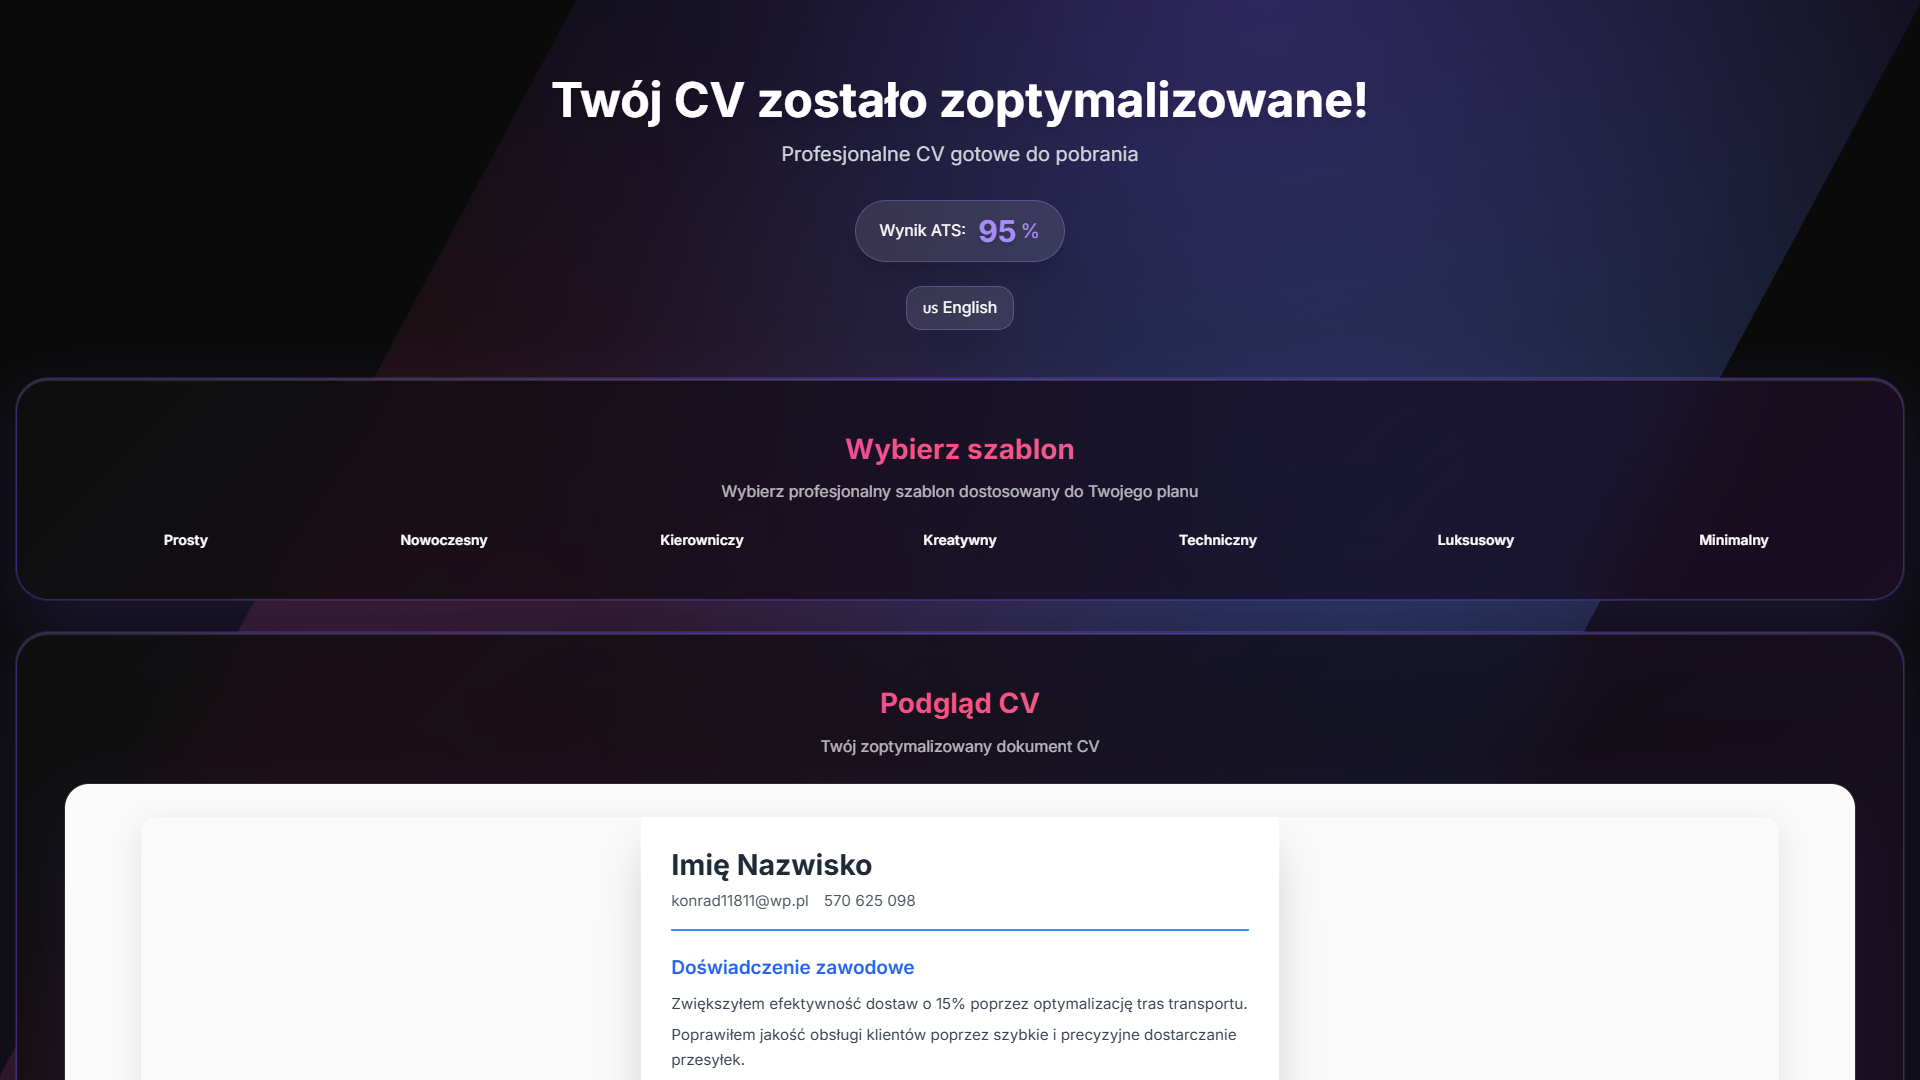 Twój CV zostało zoptymalizowane!
Profesjonalne CV gotowe do pobrania
Wynik ATS: 95 %
US English
Wybierz szablon
Wybierz profesjonalny szablon dostosowany do Twojego planu
Prosty Nowoczesny Kierowniczy Kreatywny Techniczny Luksusowy Minimalny
Podgląd CV
Twój zoptymalizowany dokument CV
Imię Nazwisko
konrad11811@wp.pl 570 625 098
Doświadczenie zawodowe
Zwiększyłem efektywność dostaw o 15% poprzez optymalizację tras transportu.
Poprawiłem jakość obsługi klientów poprzez szybkie i precyzyjne dostarczanie
przesyłek.